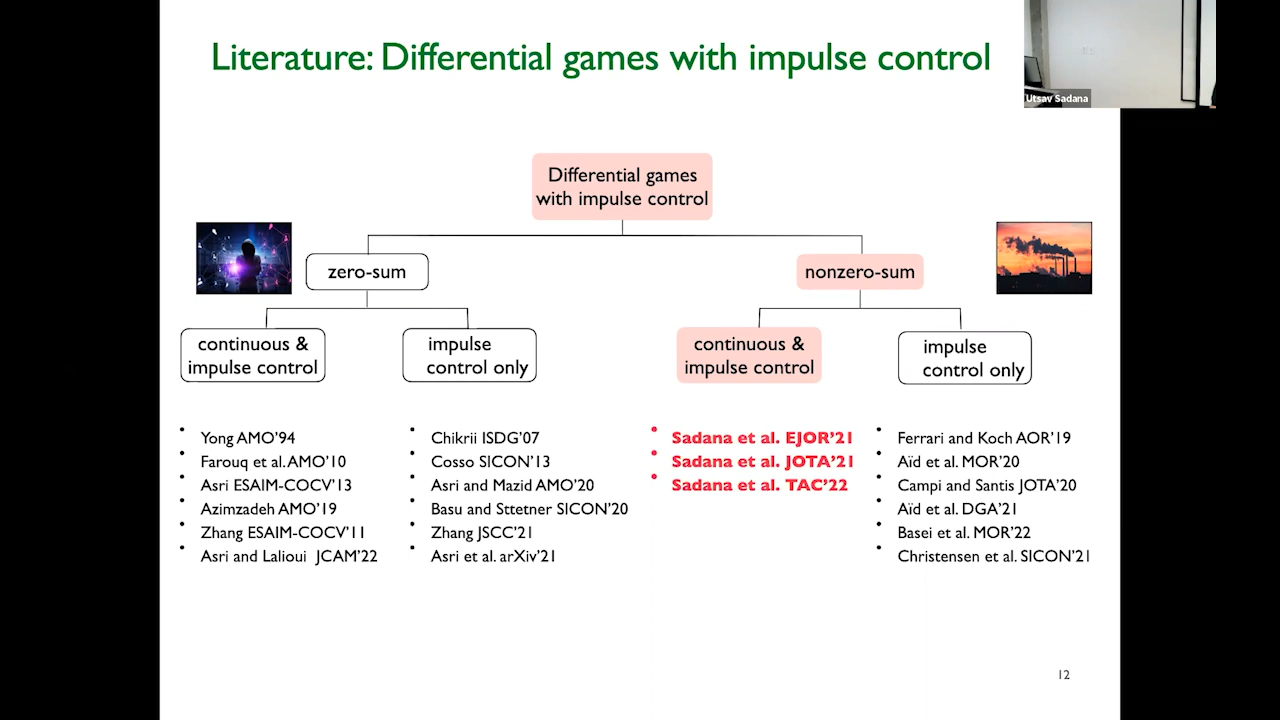 Literature: Differential games with impulse control
Utsav Sadana
Differential games
with impulse control
zero-sum
nonzero-sum
continuous &
impulse control
impulse
control only
continuous &
impulse control
impulse
control only
• Yong AMO'94
• Farouq et al. AMO'10
• Asri ESAIM-COCV'13
• Azimzadeh AMO'19
• Zhang ESAIM-COCV'11
• Asri and Lalioui JCAM'22
• Chikrii ISDG'07
• Cosso SICON'13
• Asri and Mazid AMO'20
• Basu and Sttetner SICON'20
• Zhang JSCC'21
• Asri et al. arXiv'21
• Sadana et al. EJOR'21
• Sadana et al. JOTA'21
• Sadana et al. TAC'22
• Ferrari and Koch AOR'19
• Aïd et al. MOR'20
• Campi and Santis JOTA'20
• Aïd et al. DGA'21
• Basei et al. MOR'22
• Christensen et al. SICON'21
12